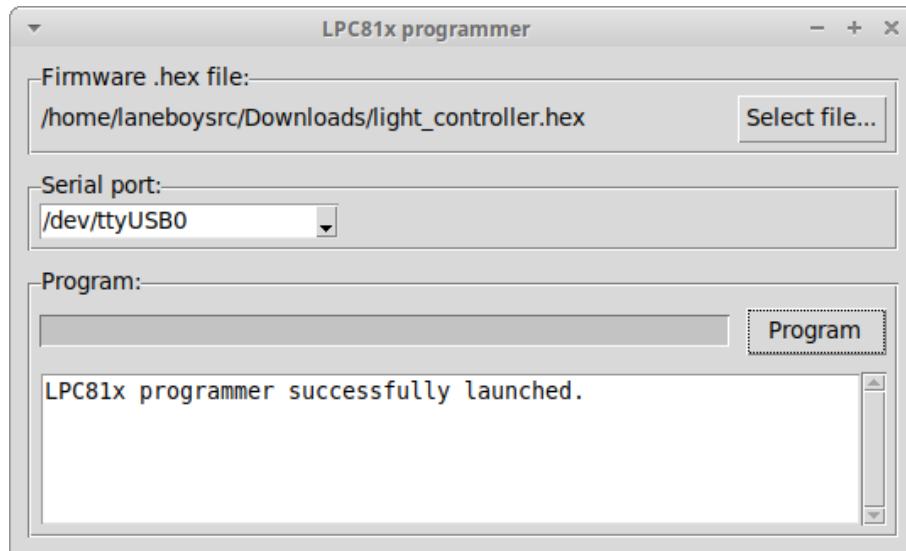 LPC81x programmer
Firmware .hex file:
/home/laneboysrc/Downloads/light_controller.hex
Select file...
Serial port:
/dev/ttyUSB0
Program:
Program
LPC81x programmer successfully launched.